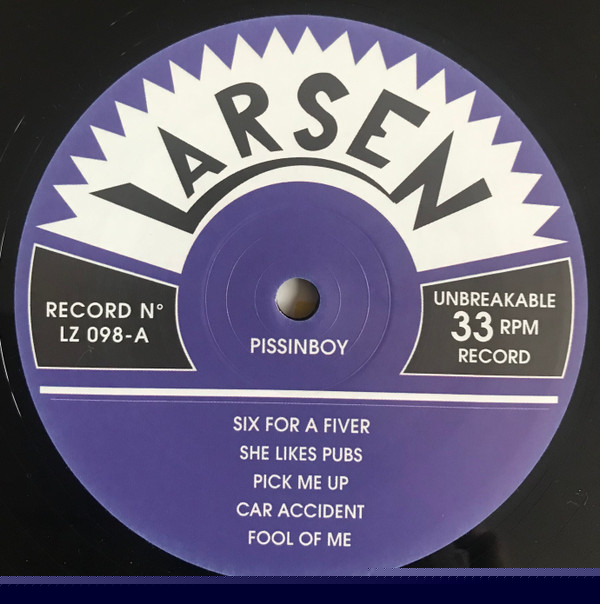 LARSEN
RECORD N°
LZ 098-A
UNBREAKABLE
33 RPM
RECORD
PISSINBOY
SIX FOR A FIVER
SHE LIKES PUBS
PICK ME UP
CAR ACCIDENT
FOOL OF ME